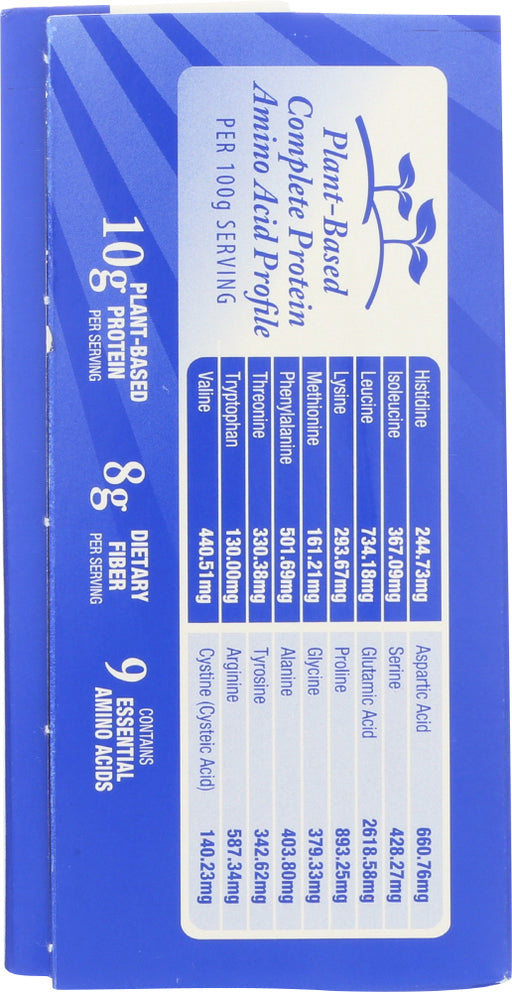 Plant-Based
Complete Protein
Amino Acid Profile
PER 100g SERVING
Histidine 244.73mg
Isoleucine 367.09mg
Leucine 734.18mg
Lysine 293.67mg
Methionine 161.21mg
Phenylalanine 501.69mg
Threonine 330.38mg
Tryptophan 130.00mg
Valine 440.51mg
Aspartic Acid 660.76mg
Serine 428.27mg
Glutamic Acid 2618.58mg
Proline 893.25mg
Glycine 379.33mg
Alanine 403.80mg
Tyrosine 342.62mg
Arginine 587.34mg
Cystine (Cysteic Acid) 140.23mg
10g PLANT-BASED
PROTEIN
PER SERVING
8g DIETARY
FIBER
PER SERVING
9 CONTAINS
ESSENTIAL
AMINO ACIDS